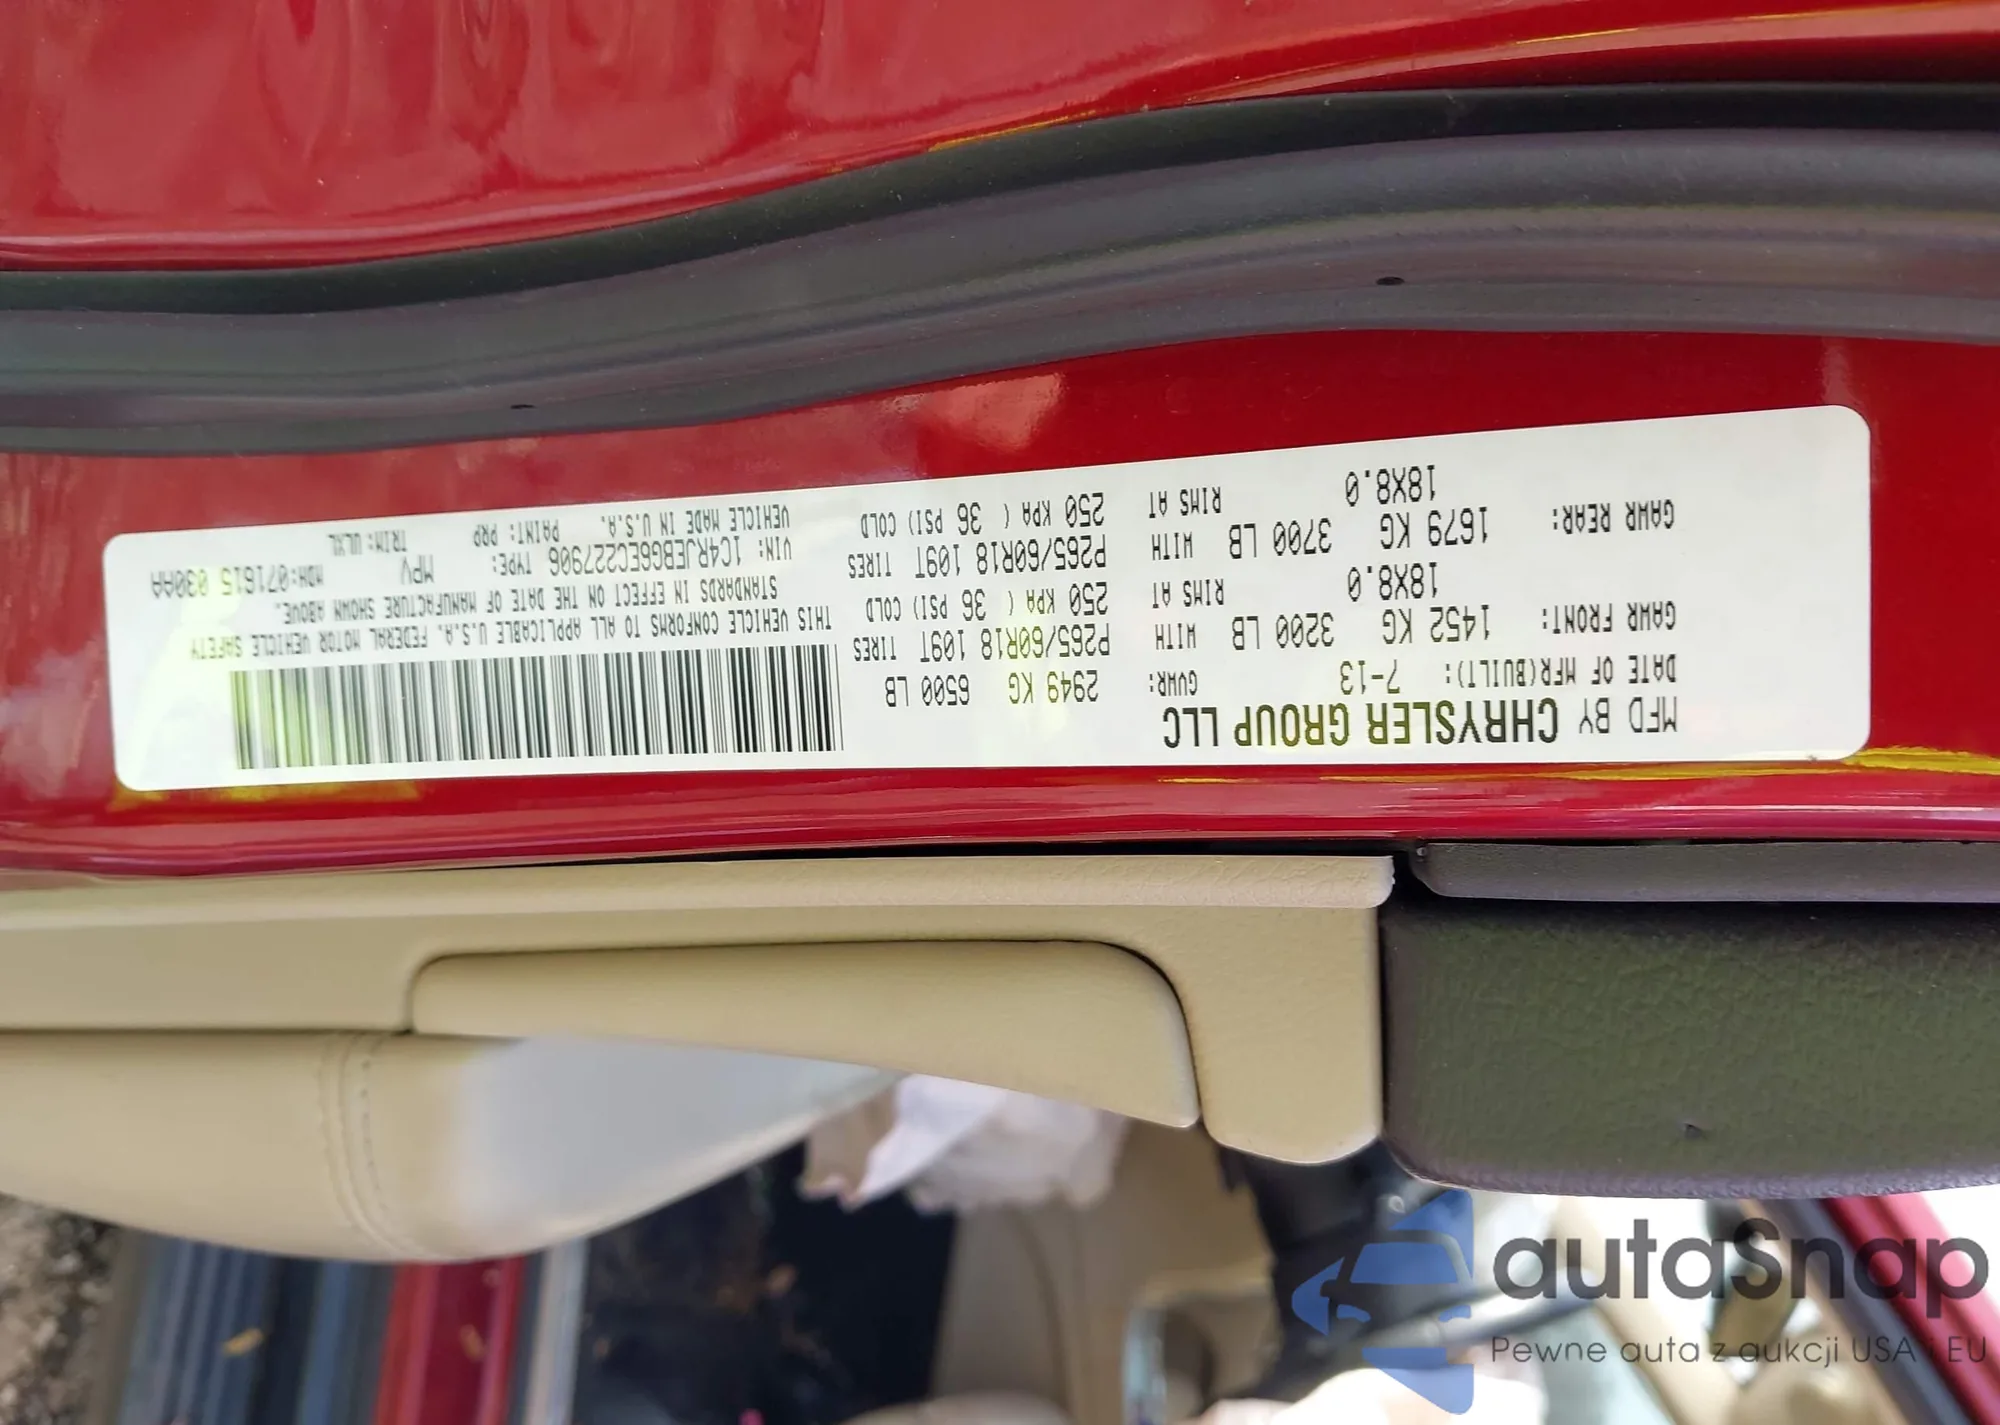 MFD BY CHRYSLER GROUP LLC
DATE OF MFR(BUILT): 7-13 GVWR: 2949 KG 6500 LB
GAWR FRONT: 1452 KG 3200 LB WITH P265/60R18 109T TIRES
18X8.0 RIMS AT 250 KPA ( 36 PSI) COLD
GAWR REAR: 1679 KG 3700 LB WITH P265/60R18 109T TIRES
18X8.0 RIMS AT 250 KPA ( 36 PSI) COLD
THIS VEHICLE CONFORMS TO ALL APPLICABLE U.S.A. FEDERAL MOTOR VEHICLE SAFETY
STANDARDS IN EFFECT ON THE DATE OF MANUFACTURE SHOWN ABOVE.
VIN: 1C4RJEBG6EC227906 TYPE: MPV MDH:071615 030AA
VEHICLE MADE IN U.S.A. PAINT: PRP TRIM:ULXL
autaSnap
Pewne auta z aukcji USA i EU